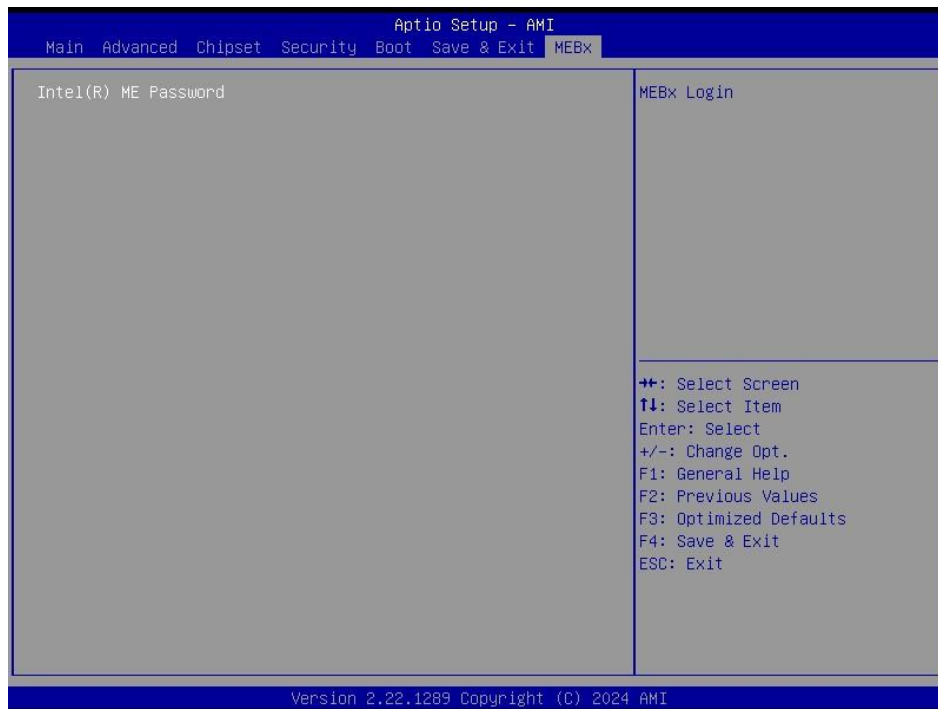 Aptio Setup - AMI
Main Advanced Chipset Security Boot Save & Exit MEBx
Intel(R) ME Password
MEBx Login
→←: Select Screen
↑↓: Select Item
Enter: Select
+/-: Change Opt.
F1: General Help
F2: Previous Values
F3: Optimized Defaults
F4: Save & Exit
ESC: Exit
Version 2.22.1289 Copyright (C) 2024 AMI